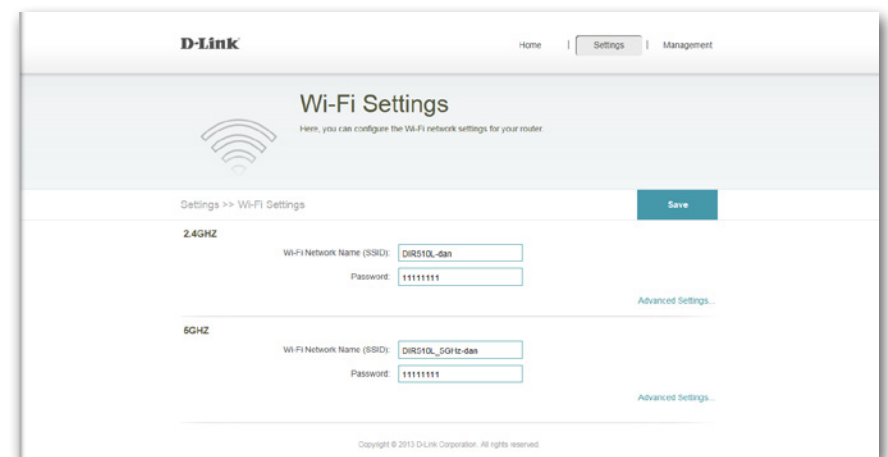 D-Link
Home | Settings | Management
Wi-Fi Settings
Here, you can configure the Wi-Fi network settings for your router.
Settings >> Wi-Fi Settings
Save
2.4GHZ
Wi-Fi Network Name (SSID): DIR510L-dan
Password: 11111111
Advanced Settings...
5GHZ
Wi-Fi Network Name (SSID): DIR510L_5GHz-dan
Password: 11111111
Advanced Settings...
Copyright © 2013 D-Link Corporation. All rights reserved.